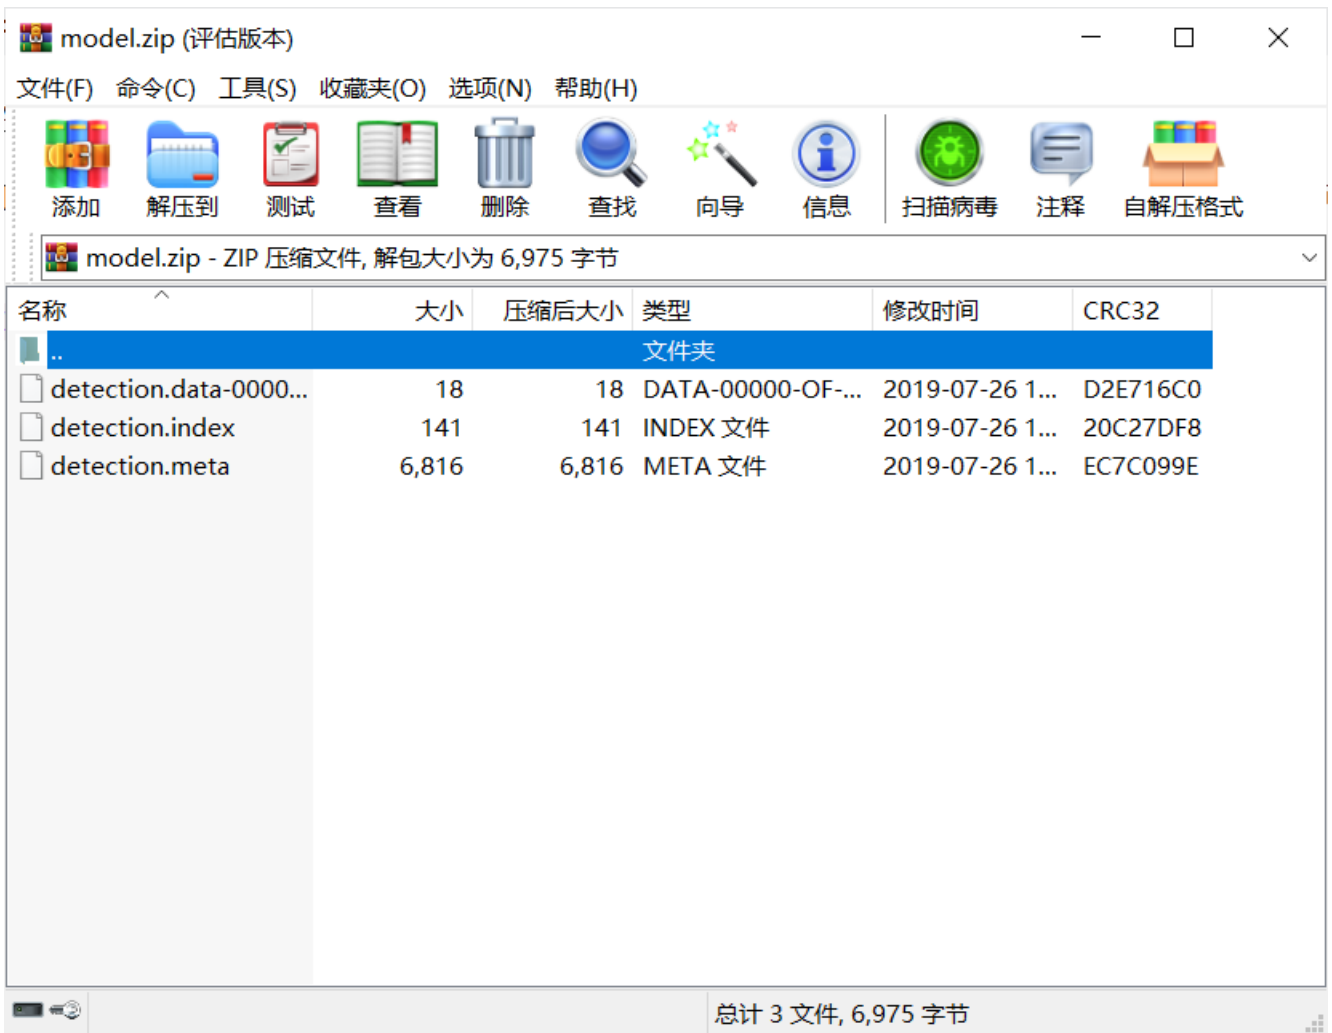 model.zip (评估版本)
文件(F) 命令(C) 工具(S) 收藏夹(O) 选项(N) 帮助(H)
添加 解压到 测试 查看 删除 查找 向导 信息 扫描病毒 注释 自解压格式
model.zip - ZIP 压缩文件, 解包大小为 6,975 字节
名称 大小 压缩后大小 类型 修改时间 CRC32
.. 文件夹
detection.data-0000... 18 18 DATA-00000-OF-... 2019-07-26 1... D2E716C0
detection.index 141 141 INDEX 文件 2019-07-26 1... 20C27DF8
detection.meta 6,816 6,816 META 文件 2019-07-26 1... EC7C099E
总计 3 文件, 6,975 字节